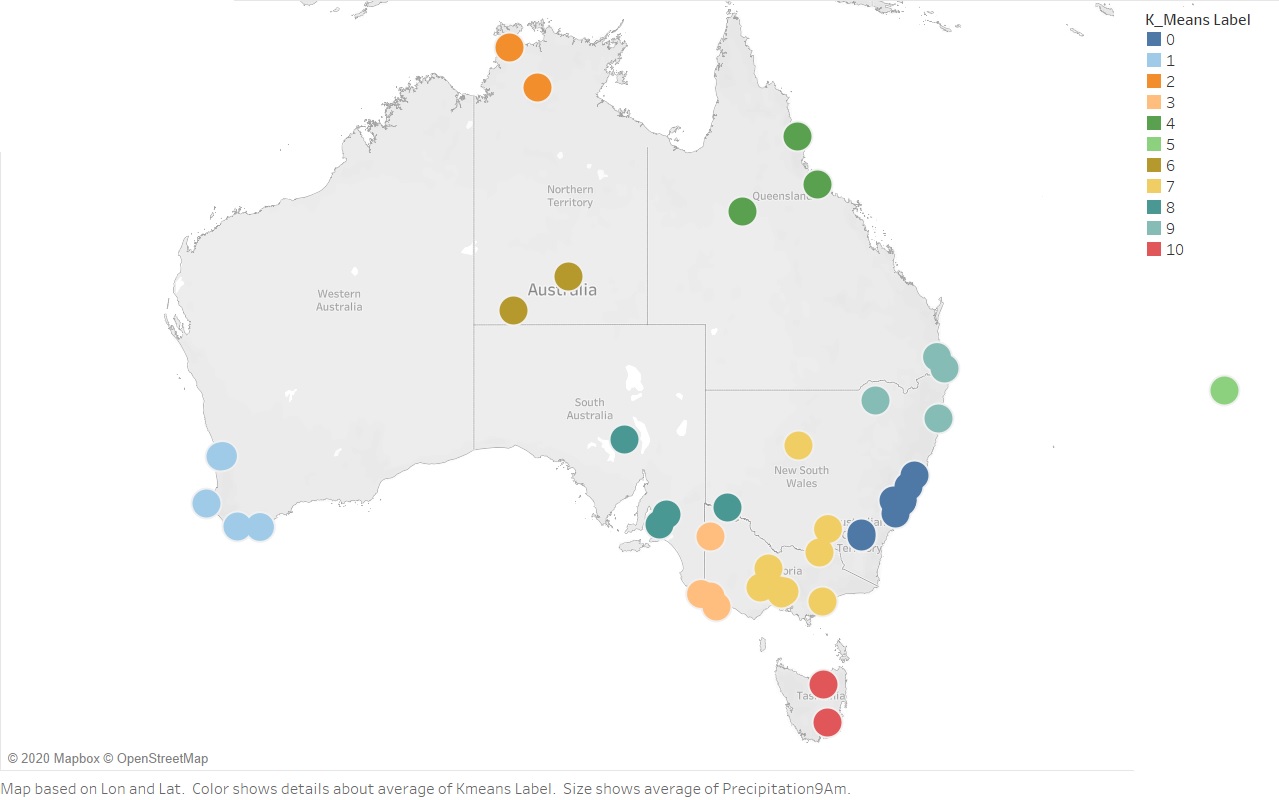 K_Means Label
0
1
2
3
4
5
6
7
8
9
10
Northern
Territory
Queensland
Australia
Western
Australia
South
Australia
New South
Wales
Territory
© 2020 Mapbox © OpenStreetMap
Map based on Lon and Lat. Color shows details about average of Kmeans Label. Size shows average of Precipitation9Am.